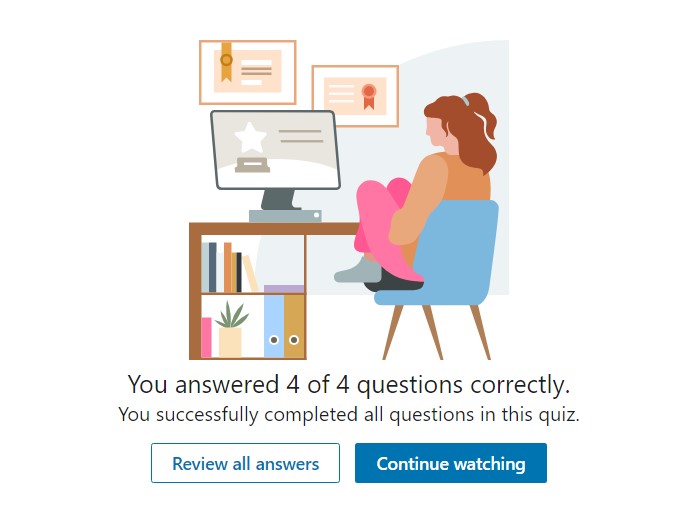 You answered 4 of 4 questions correctly.
You successfully completed all questions in this quiz.
Review all answers
Continue watching